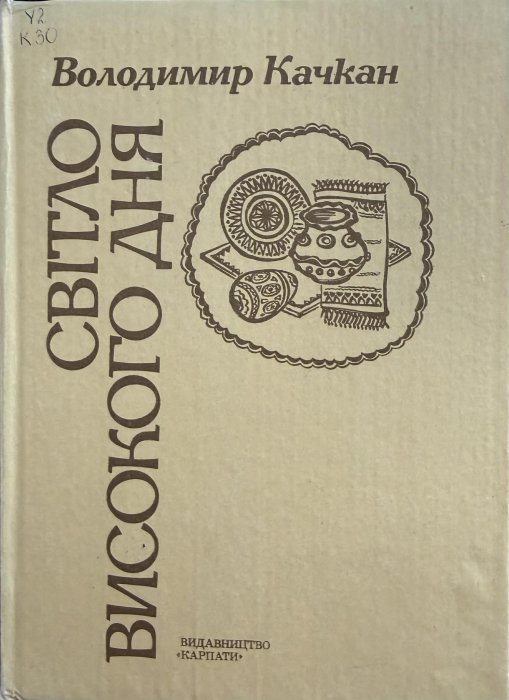 У2
К30
Володимир Качкан
СВІТЛО
ВИСОКОГО ДНЯ
ВИДАВНИЦТВО
«КАРПАТИ»